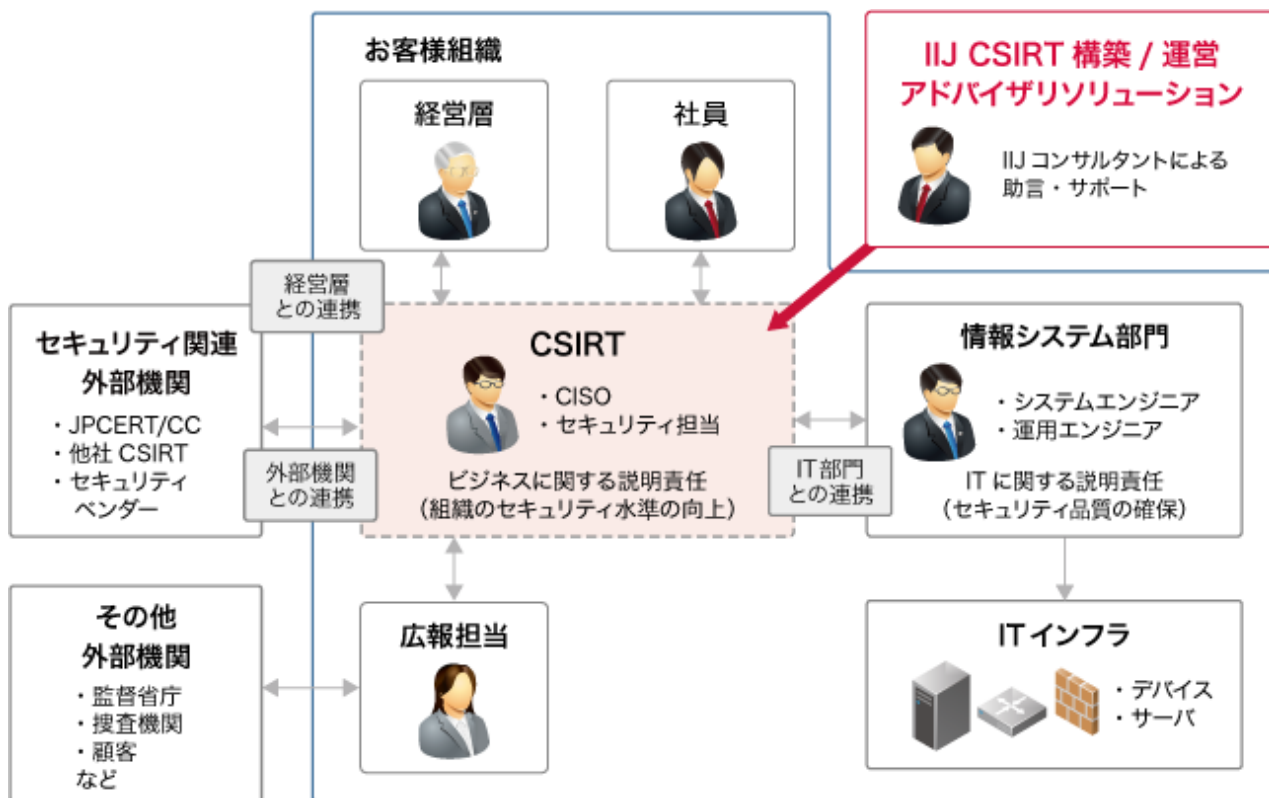 お客様組織
経営層
社員
IIJ CSIRT 構築 / 運営
アドバイザリソリューション
IIJ コンサルタントによる
助言・サポート
経営層
との連携
セキュリティ関連
外部機関
・JPCERT/CC
・他社 CSIRT
・セキュリティ
ベンダー
外部機関
との連携
CSIRT
・CISO
・セキュリティ担当
ビジネスに関する説明責任
(組織のセキュリティ水準の向上)
IT部門
との連携
情報システム部門
・システムエンジニア
・運用エンジニア
IT に関する説明責任
(セキュリティ品質の確保)
その他
外部機関
・監督省庁
・捜査機関
・顧客
など
広報担当
IT インフラ
・デバイス
・サーバ